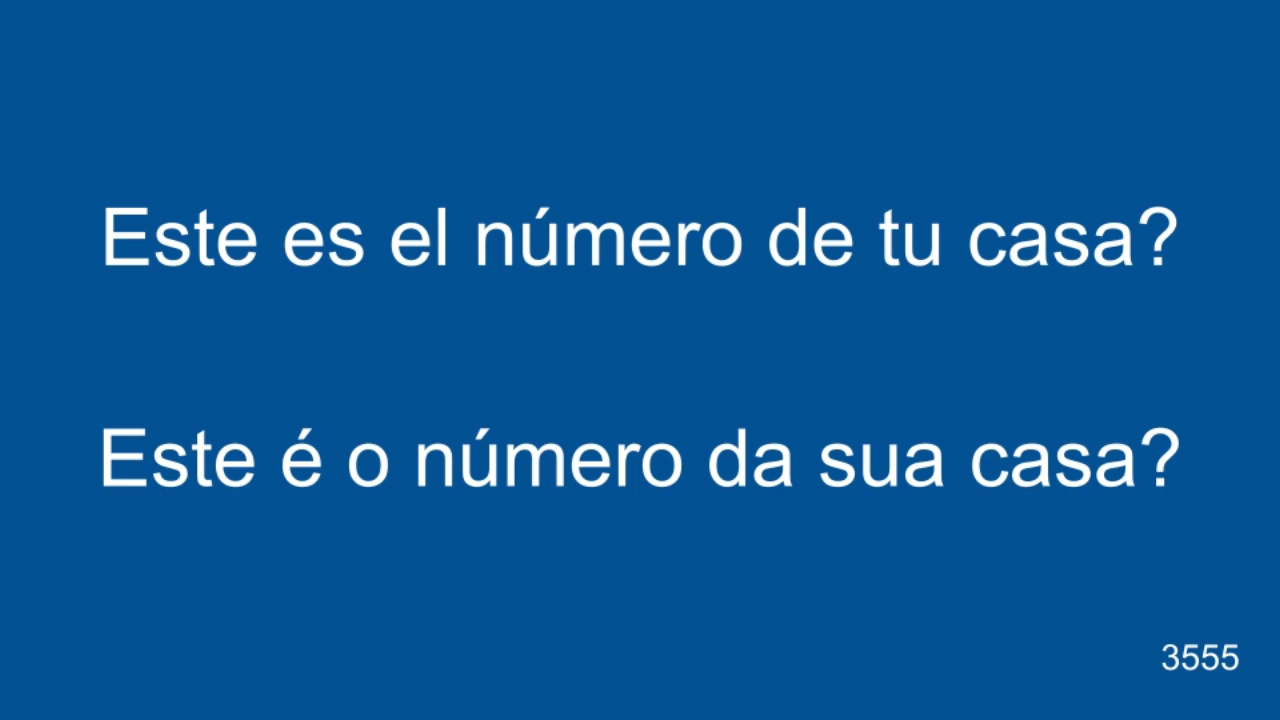 Este es el número de tu casa?
Este é o número da sua casa?
3555